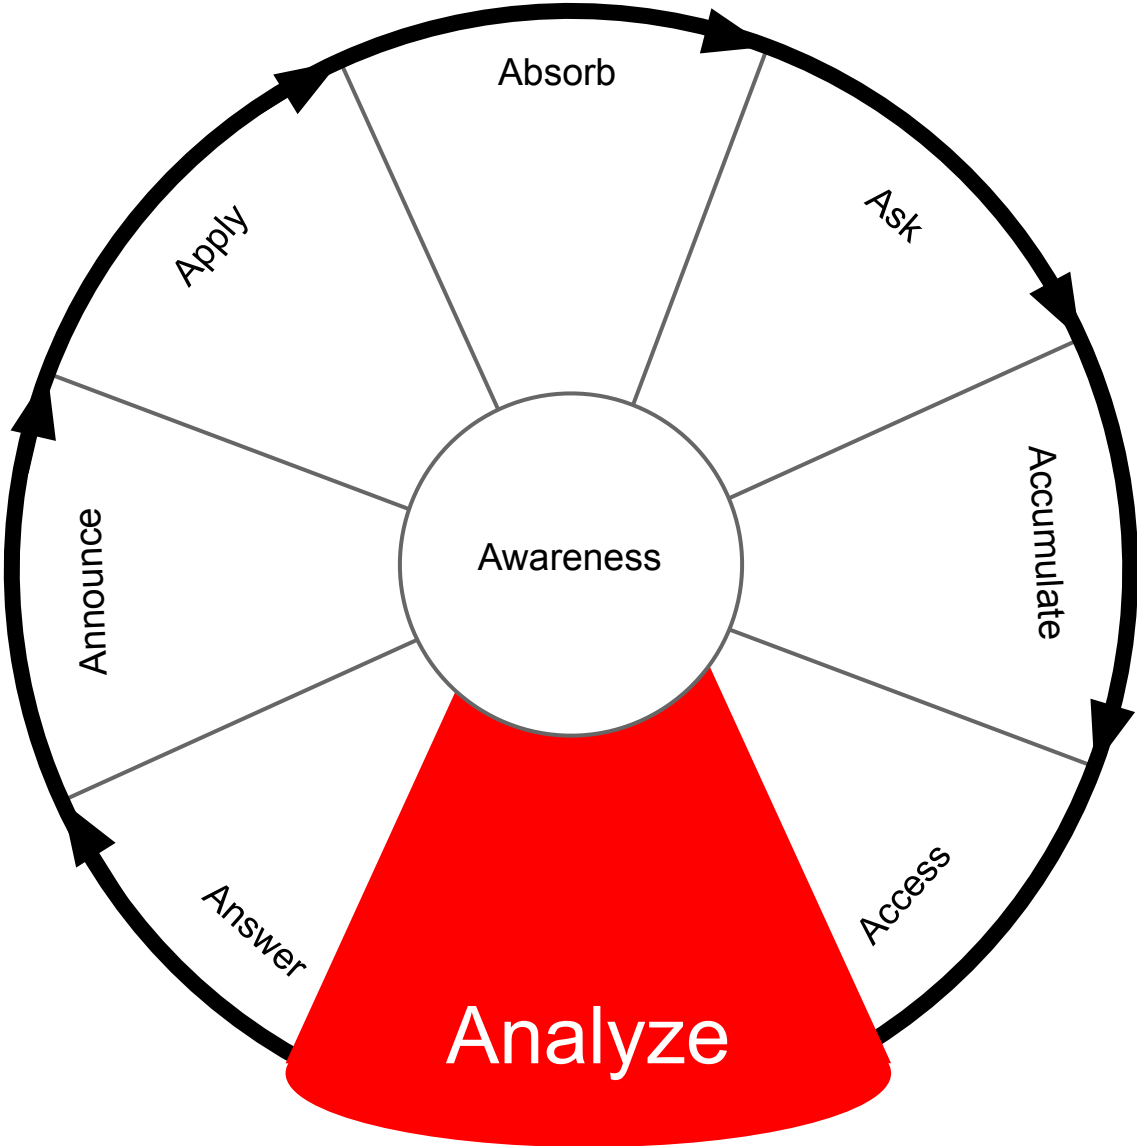 Absorb
Ask
Accumulate
Access
Analyze
Answer
Announce
Apply
Awareness